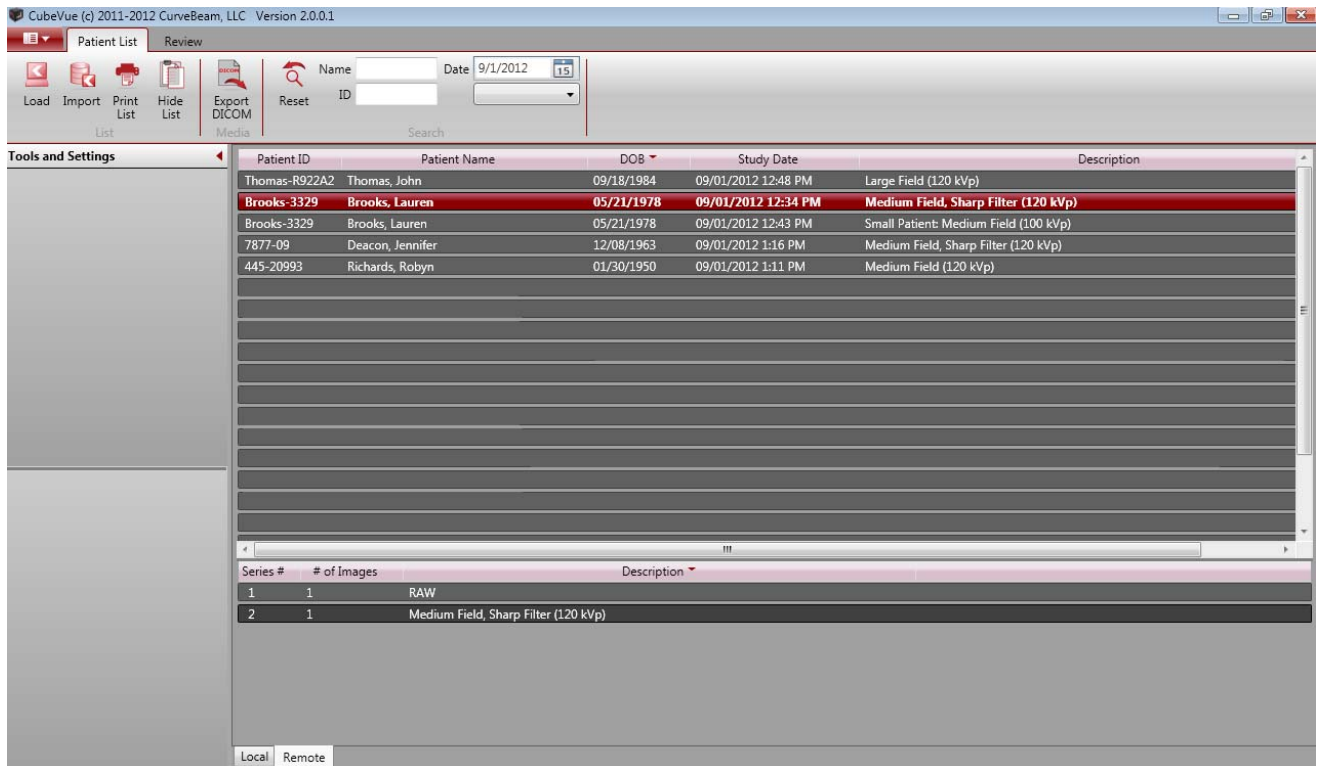 CubeVue (c) 2011-2012 CurveBeam, LLC Version 2.0.0.1
Patient List Review
Name Date 9/1/2012 15
ID
Load Import Print List Hide List Export DICOM Reset
List Media Search
Tools and Settings
Patient ID Patient Name DOB Study Date Description
Thomas-R922A2 Thomas, John 09/18/1984 09/01/2012 12:48 PM Large Field (120 kVp)
Brooks-3329 Brooks, Lauren 05/21/1978 09/01/2012 12:34 PM Medium Field, Sharp Filter (120 kVp)
Brooks-3329 Brooks, Lauren 05/21/1978 09/01/2012 12:43 PM Small Patient: Medium Field (100 kVp)
7877-09 Deacon, Jennifer 12/08/1963 09/01/2012 1:16 PM Medium Field, Sharp Filter (120 kVp)
445-20993 Richards, Robyn 01/30/1950 09/01/2012 1:11 PM Medium Field (120 kVp)
Series # # of Images Description
1 1 RAW
2 1 Medium Field, Sharp Filter (120 kVp)
Local Remote